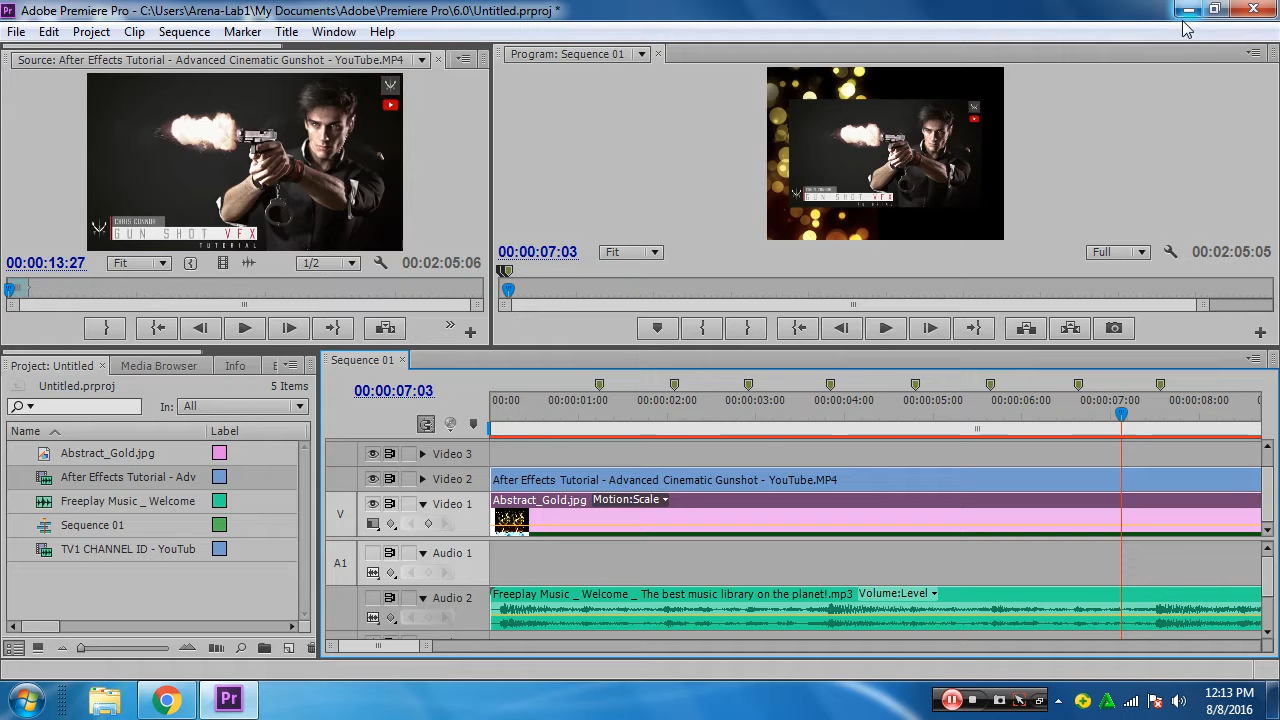 Adobe Premiere Pro - C:\Users\Arena-Lab1\My Documents\Adobe\Premiere Pro\6.0\Untitled.prproj *
File Edit Project Clip Sequence Marker Title Window Help
Source: After Effects Tutorial - Advanced Cinematic Gunshot - YouTube.MP4
Program: Sequence 01
CHRIS CONNOR
GUN SHOT VFX
TUTORIAL
GUN SHOT VFX
00:00:13:27 Fit 1/2 00:02:05:06
00:00:07:03 Fit Full 00:02:05:05
Project: Untitled Media Browser Info E
Untitled.prproj 5 Items
In: All
Name Label
Abstract_Gold.jpg
After Effects Tutorial - Adv
Freeplay Music _ Welcome
Sequence 01
TV1 CHANNEL ID - YouTub
Sequence 01
00:00:07:03
00:00 00:00:01:00 00:00:02:00 00:00:03:00 00:00:04:00 00:00:05:00 00:00:06:00 00:00:07:00 00:00:08:00 0
Video 3
Video 2 After Effects Tutorial - Advanced Cinematic Gunshot - YouTube.MP4
V Video 1 Abstract_Gold.jpg Motion:Scale
A1 Audio 1
Audio 2 Freeplay Music _ Welcome _ The best music library on the planet!.mp3 Volume:Level
Pr
12:13 PM
8/8/2016